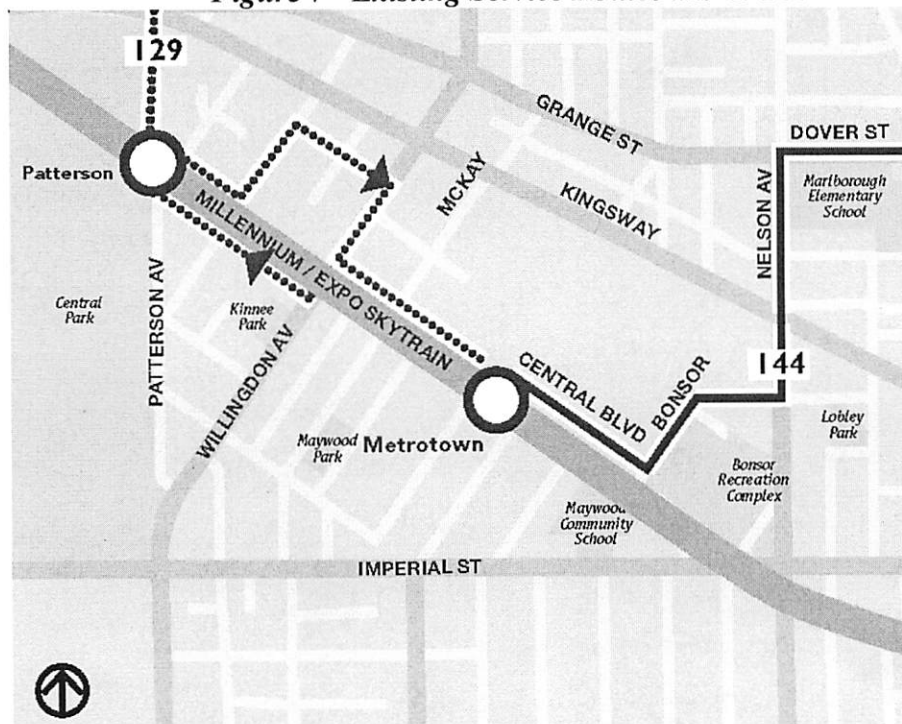 129
GRANGE ST
DOVER ST
Patterson
MCKAY
KINGSWAY
NELSON AV
Marlborough
Elementary
School
MILLENNIUM / EXPO SKYTRAIN
PATTERSON AV
Central
Park
Kinnee
Park
WILLINGDON AV
CENTRAL BLVD
BONSOR
144
Maywood
Park
Metrotown
Lobley
Park
Bonsor
Recreation
Complex
Maywood
Community
School
IMPERIAL ST